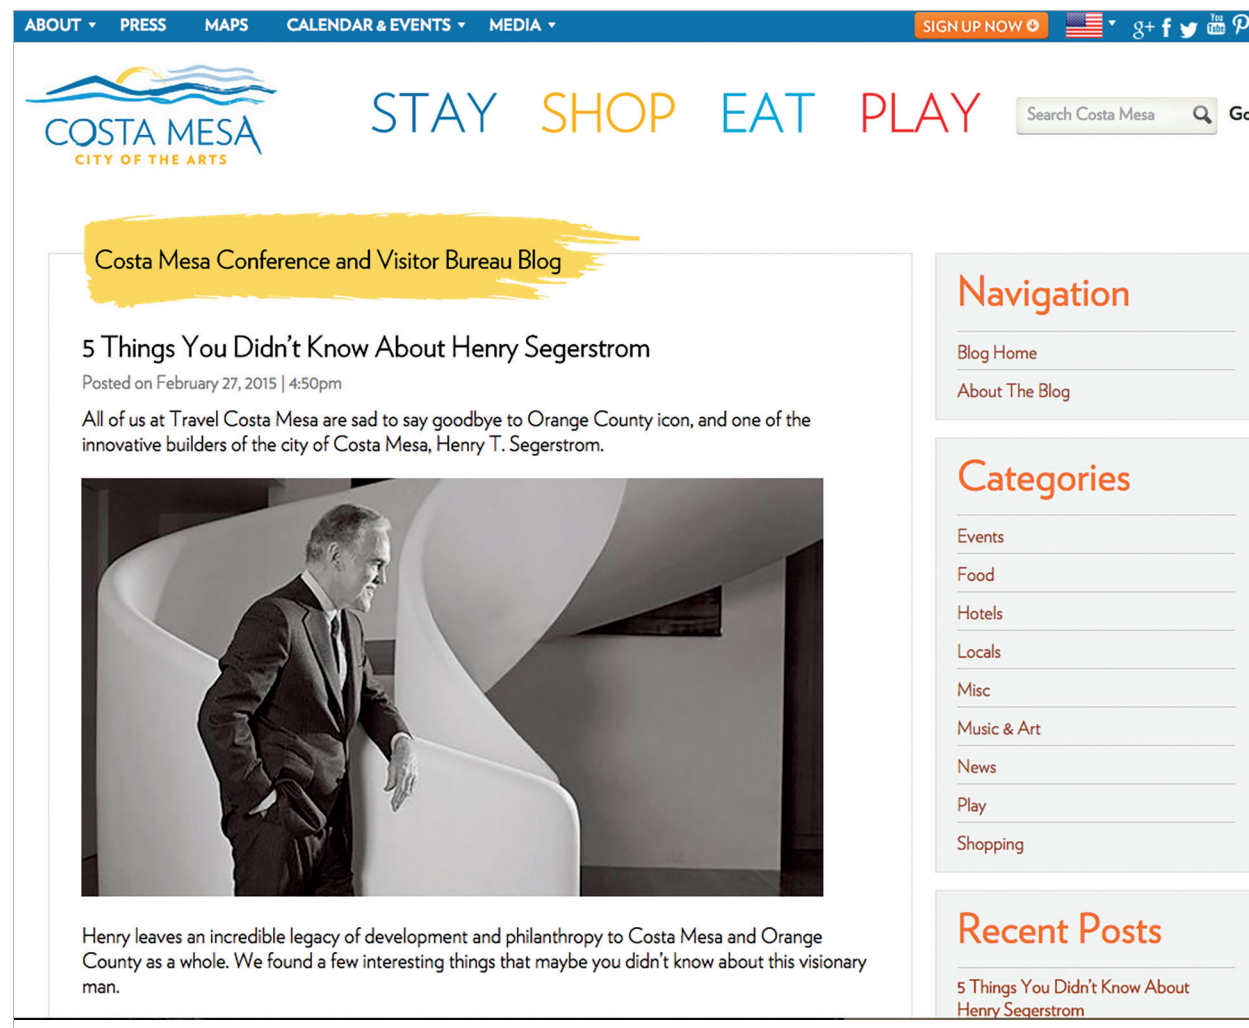 ABOUT PRESS MAPS CALENDAR & EVENTS MEDIA SIGN UP NOW g+ f You Tube
COSTA MESA
CITY OF THE ARTS
STAY SHOP EAT PLAY
Search Costa Mesa
Costa Mesa Conference and Visitor Bureau Blog
5 Things You Didn't Know About Henry Segerstrom
Posted on February 27, 2015 | 4:50pm
All of us at Travel Costa Mesa are sad to say goodbye to Orange County icon, and one of the
innovative builders of the city of Costa Mesa, Henry T. Segerstrom.
Henry leaves an incredible legacy of development and philanthropy to Costa Mesa and Orange
County as a whole. We found a few interesting things that maybe you didn't know about this visionary
man.
Navigation
Blog Home
About The Blog
Categories
Events
Food
Hotels
Locals
Misc
Music & Art
News
Play
Shopping
Recent Posts
5 Things You Didn't Know About
Henry Segerstrom